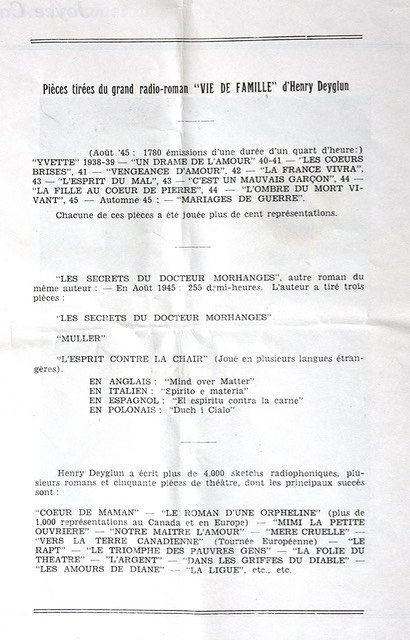 Pièces tirées du grand radio-roman "VIE DE FAMILLE" d'Henry Deyglun
(Août '45 : 1780 émissions d'une durée d'un quart d'heure:)
"YVETTE" 1938-39 — "UN DRAME DE L'AMOUR" 40-41 — "LES COEURS
BRISES", 41 — "VENGEANCE D'AMOUR", 42 — "LA FRANCE VIVRA",
43 — "L'ESPRIT DU MAL", 43 — "C'EST UN MAUVAIS GARÇON", 44 —
"LA FILLE AU COEUR DE PIERRE", 44 — "L'OMBRE DU MORT VI-
VANT", 45 — Automne 45 : — "MARIAGES DE GUERRE".
Chacune de ces pièces a été jouée plus de cent représentations.
"LES SECRETS DU DOCTEUR MORHANGES", autre roman du
même auteur : — En Août 1945 : 255 demi-heures. L'auteur a tiré trois
pièces :
"LES SECRETS DU DOCTEUR MORHANGES"
"MULLER"
"L'ESPRIT CONTRE LA CHAIR" (Joué en plusieurs langues étran-
gères).
EN ANGLAIS : "Mind over Matter"
EN ITALIEN : "Spirito e materia"
EN ESPAGNOL : "El espiritu contra la carne"
EN POLONAIS : "Duch i Cialo"
Henry Deyglun a écrit plus de 4,000 sketchs radiophoniques, plu-
sieurs romans et cinquante pièces de théâtre, dont les principaux succès
sont :
"COEUR DE MAMAN" — "LE ROMAN D'UNE ORPHELINE" (plus de
1,000 représentations au Canada et en Europe) — "MIMI LA PETITE
OUVRIERE" — "NOTRE MAITRE L'AMOUR" — "MERE CRUELLE" —
"VERS LA TERRE CANADIENNE" (Tournée Européenne) — "LE
RAPT" — "LE TRIOMPHE DES PAUVRES GENS" — "LA FOLIE DU
THEATRE" — "L'ARGENT" — "DANS LES GRIFFES DU DIABLE" —
"LES AMOURS DE DIANE" — "LA LIGUE", etc., etc.